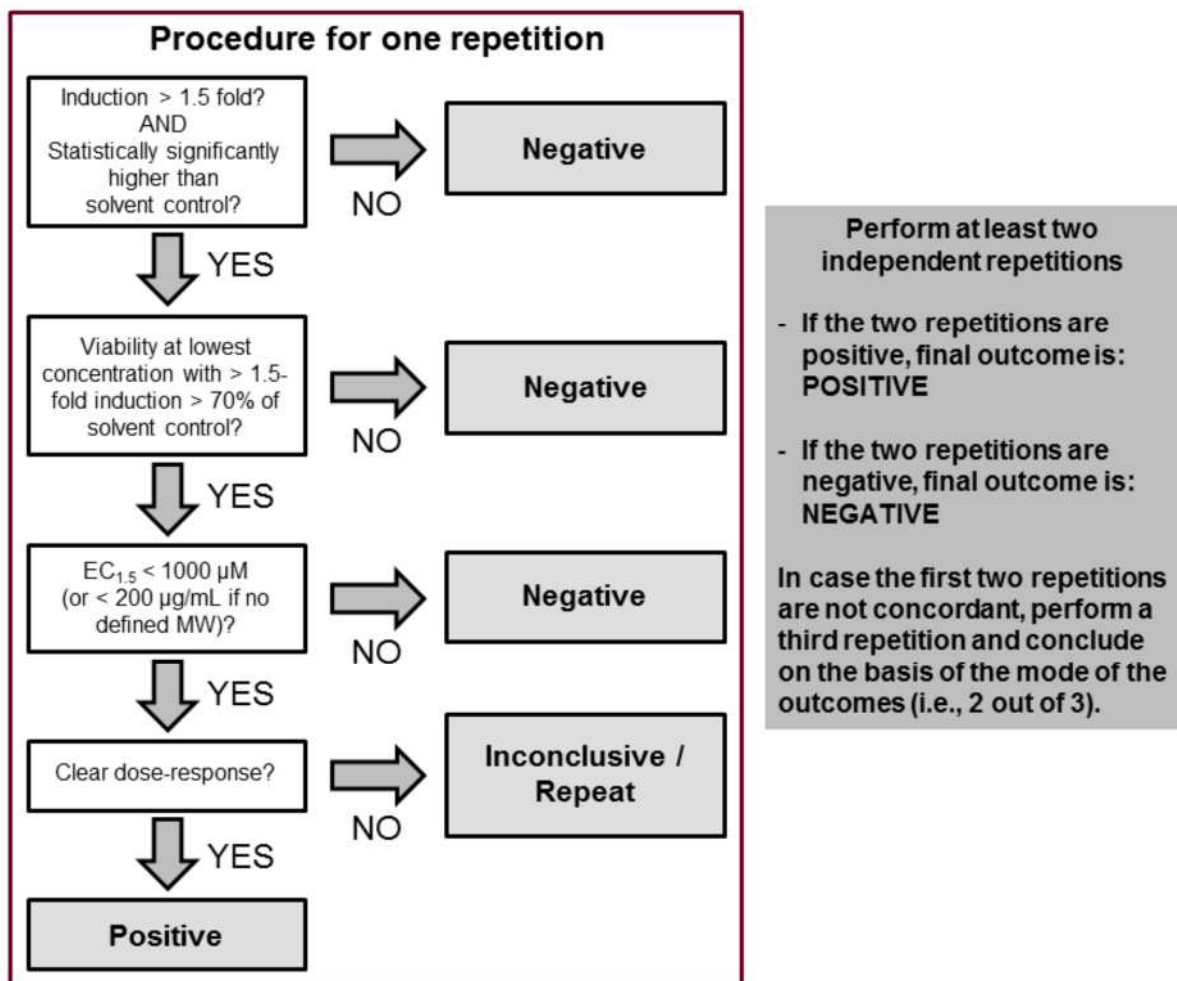 Procedure for one repetition
Induction > 1.5 fold?
AND
Statistically significantly
higher than
solvent control?
NO
Negative
YES
Viability at lowest
concentration with > 1.5-
fold induction > 70% of
solvent control?
NO
Negative
YES
EC1.5 < 1000 µM
(or < 200 µg/mL if no
defined MW)?
NO
Negative
YES
Clear dose-response?
NO
Inconclusive /
Repeat
YES
Positive
Perform at least two
independent repetitions
- If the two repetitions are
positive, final outcome is:
POSITIVE
- If the two repetitions are
negative, final outcome is:
NEGATIVE
In case the first two repetitions
are not concordant, perform a
third repetition and conclude
on the basis of the mode of the
outcomes (i.e., 2 out of 3).